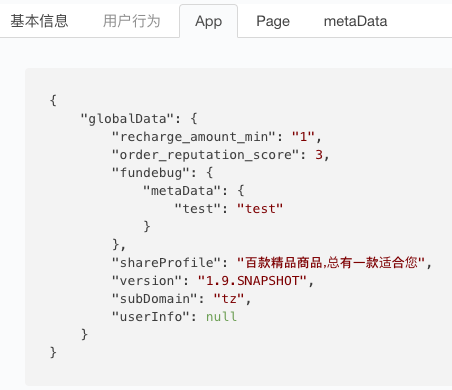 基本信息 用户行为 App Page metaData
{
    "globalData": {
        "recharge_amount_min": "1",
        "order_reputation_score": 3,
        "fundebug": {
            "metaData": {
                "test": "test"
            }
        },
        "shareProfile": "百款精品商品,总有一款适合您",
        "version": "1.9.SNAPSHOT",
        "subDomain": "tz",
        "userInfo": null
    }
}